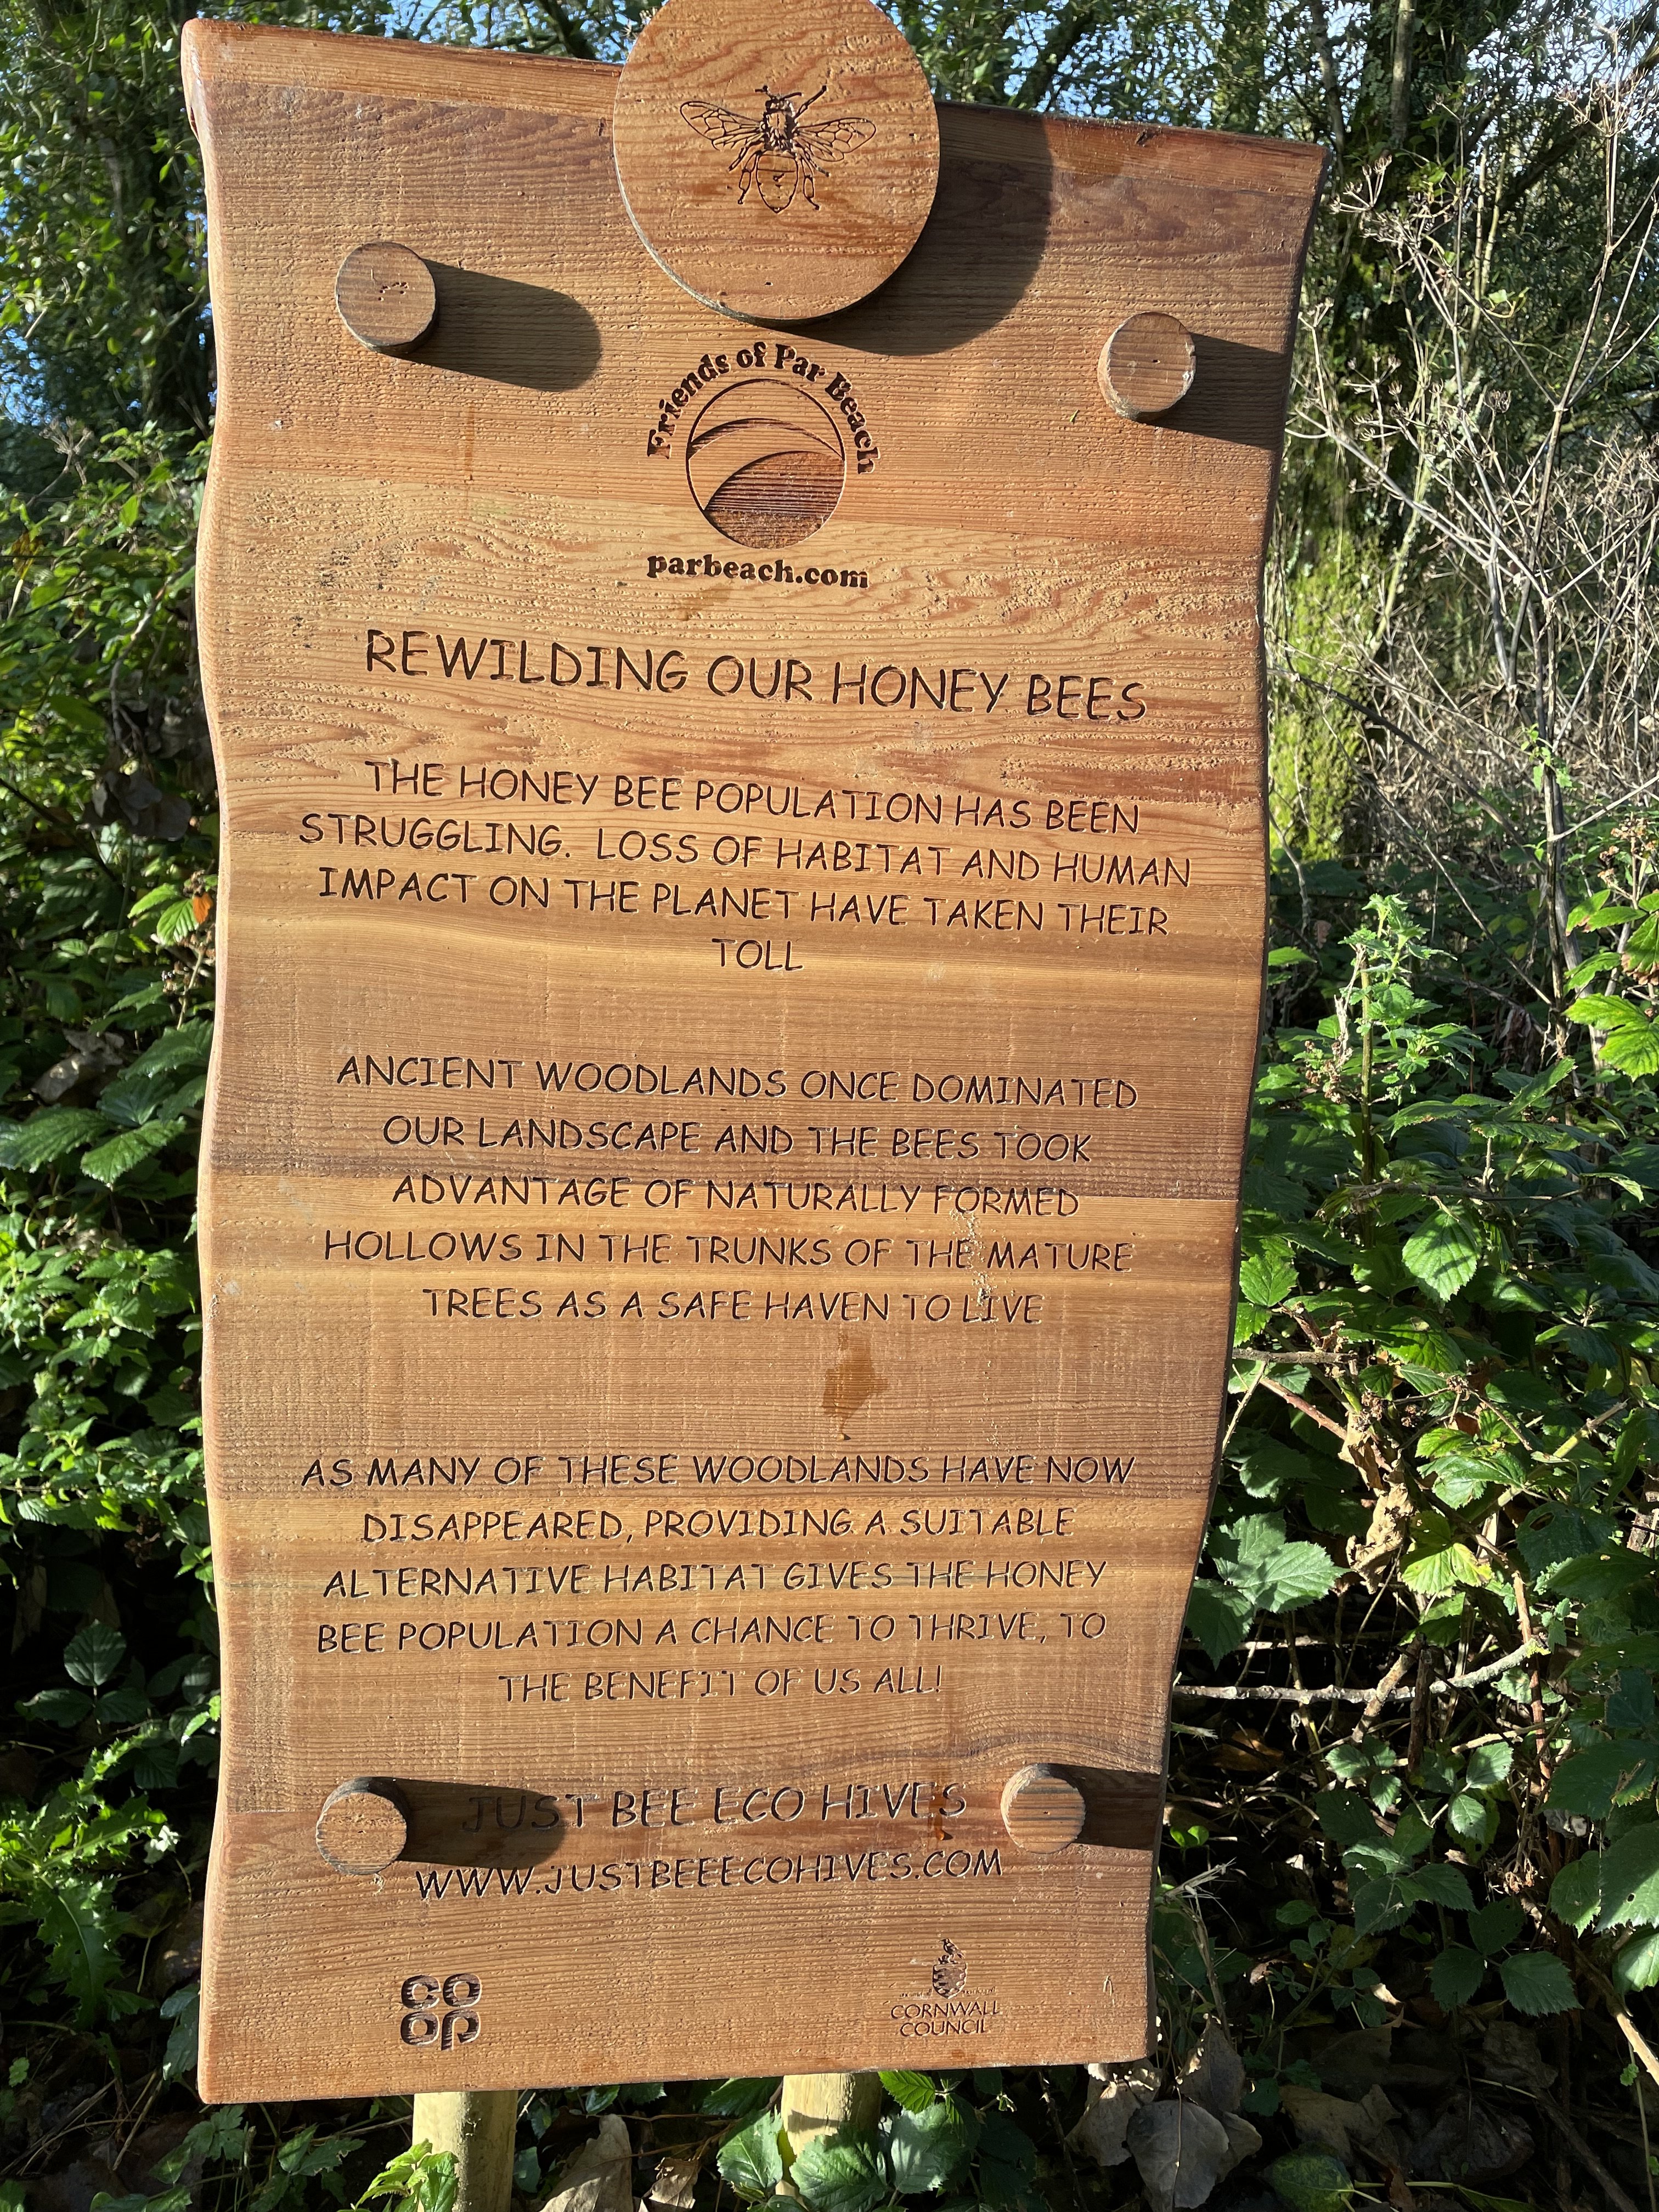 Friends of Par Beach
parbeach.com
REWILDING OUR HONEY BEES
THE HONEY BEE POPULATION HAS BEEN
STRUGGLING. LOSS OF HABITAT AND HUMAN
IMPACT ON THE PLANET HAVE TAKEN THEIR
TOLL
ANCIENT WOODLANDS ONCE DOMINATED
OUR LANDSCAPE AND THE BEES TOOK
ADVANTAGE OF NATURALLY FORMED
HOLLOWS IN THE TRUNKS OF THE MATURE
TREES AS A SAFE HAVEN TO LIVE
AS MANY OF THESE WOODLANDS HAVE NOW
DISAPPEARED, PROVIDING A SUITABLE
ALTERNATIVE HABITAT GIVES THE HONEY
BEE POPULATION A CHANCE TO THRIVE, TO
THE BENEFIT OF US ALL!
JUST BEE ECO HIVES
WWW.JUSTBEEECOHIVES.COM
CO
OP
CORNWALL
COUNCIL